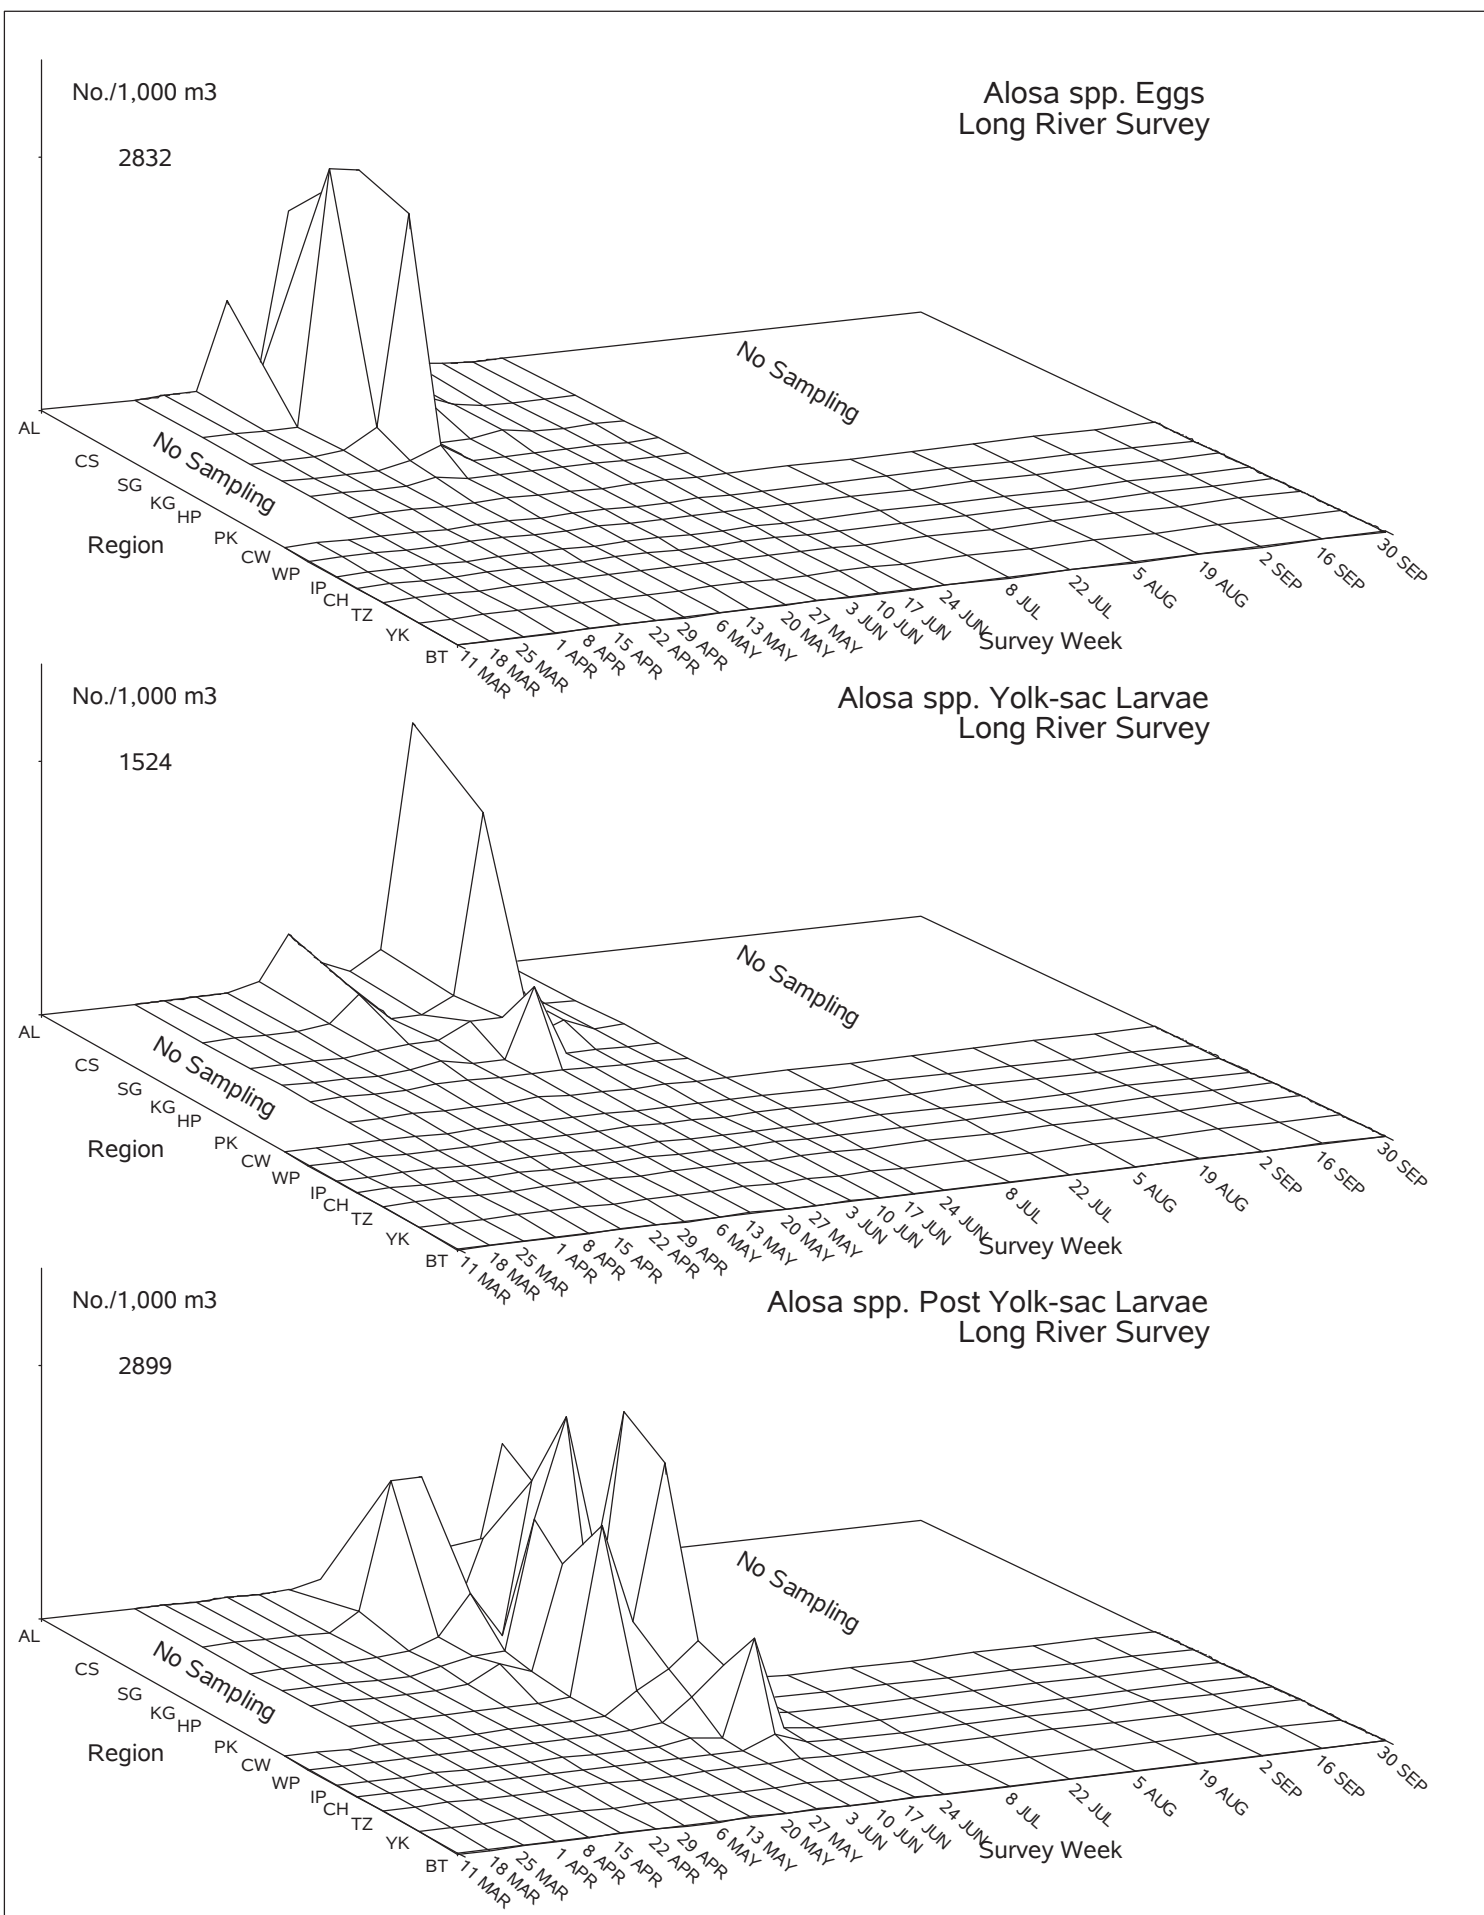 No./1,000 m3
Alosa spp. Eggs
Long River Survey
2832
No Sampling
AL
CS
No Sampling
SG
KG
HP
Region
PK
CW
WP
IP
CH
TZ
YK
BT
11 MAR
18 MAR
25 MAR
1 APR
8 APR
15 APR
22 APR
29 APR
6 MAY
13 MAY
20 MAY
27 MAY
3 JUN
10 JUN
17 JUN
24 JUN
8 JUL
22 JUL
5 AUG
19 AUG
2 SEP
16 SEP
30 SEP
Survey Week
No./1,000 m3
Alosa spp. Yolk-sac Larvae
Long River Survey
1524
No Sampling
AL
CS
No Sampling
SG
KG
HP
Region
PK
CW
WP
IP
CH
TZ
YK
BT
11 MAR
18 MAR
25 MAR
1 APR
8 APR
15 APR
22 APR
29 APR
6 MAY
13 MAY
20 MAY
27 MAY
3 JUN
10 JUN
17 JUN
24 JUN
8 JUL
22 JUL
5 AUG
19 AUG
2 SEP
16 SEP
30 SEP
Survey Week
No./1,000 m3
Alosa spp. Post Yolk-sac Larvae
Long River Survey
2899
No Sampling
AL
CS
No Sampling
SG
KG
HP
Region
PK
CW
WP
IP
CH
TZ
YK
BT
11 MAR
18 MAR
25 MAR
1 APR
8 APR
15 APR
22 APR
29 APR
6 MAY
13 MAY
20 MAY
27 MAY
3 JUN
10 JUN
17 JUN
24 JUN
8 JUL
22 JUL
5 AUG
19 AUG
2 SEP
16 SEP
30 SEP
Survey Week